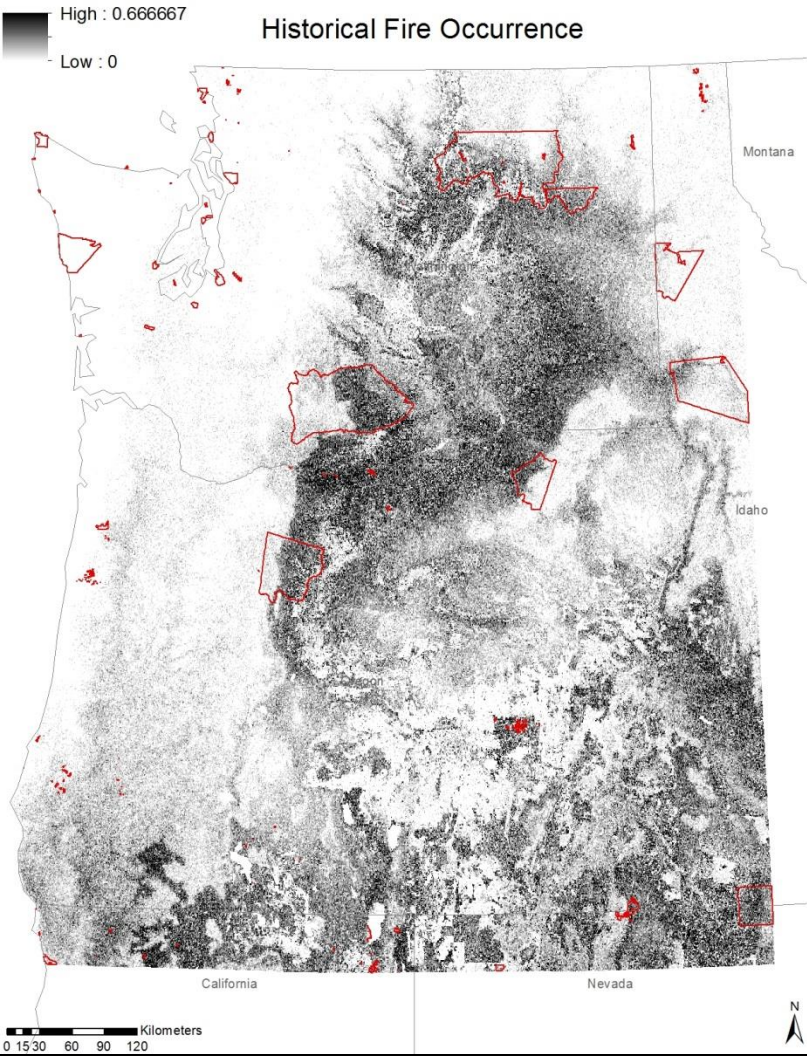 High : 0.666667
Low : 0
Historical Fire Occurrence
Montana
Idaho
California
Nevada
N
Kilometers
0 15 30 60 90 120